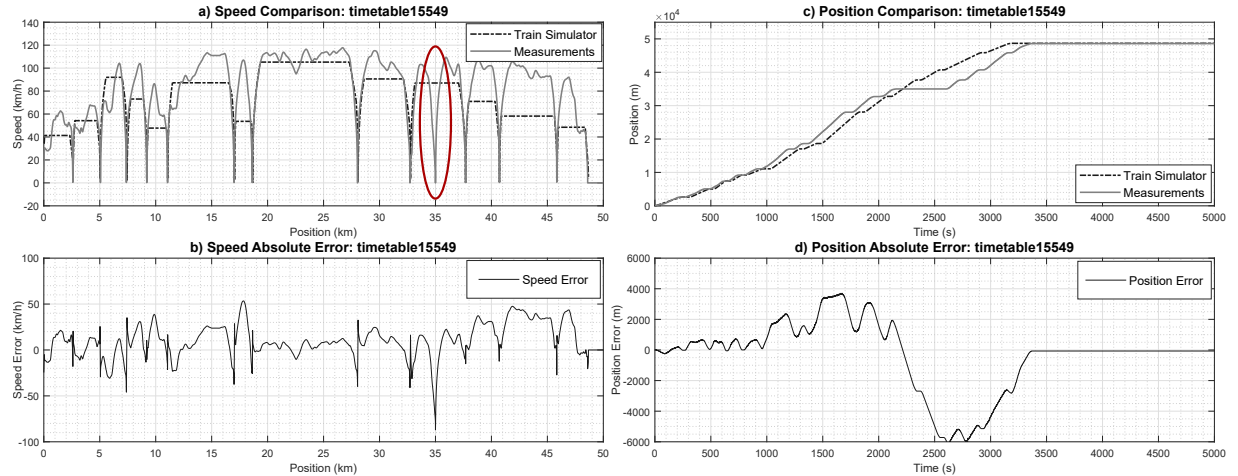 a) Speed Comparison: timetable15549
Speed (km/h)
140
120
100
80
60
40
20
0
-20
Train Simulator
Measurements
0 5 10 15 20 25 30 35 40 45 50
Position (km)
c) Position Comparison: timetable15549
× 10⁴
Position (m)
5
4
3
2
1
0
Train Simulator
Measurements
0 500 1000 1500 2000 2500 3000 3500 4000 4500 5000
Time (s)
b) Speed Absolute Error: timetable15549
Speed Error (km/h)
100
50
0
-50
-100
Speed Error
0 5 10 15 20 25 30 35 40 45 50
Position (km)
d) Position Absolute Error: timetable15549
Position Error (m)
6000
4000
2000
0
-2000
-4000
-6000
Position Error
0 500 1000 1500 2000 2500 3000 3500 4000 4500 5000
Time (s)